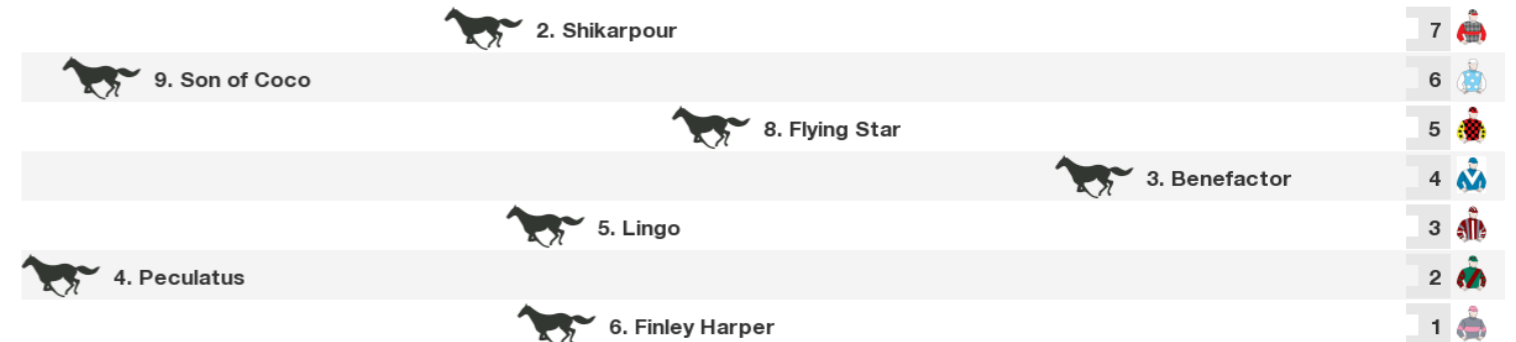 2. Shikarpour 7
9. Son of Coco 6
8. Flying Star 5
3. Benefactor 4
5. Lingo 3
4. Peculatus 2
6. Finley Harper 1